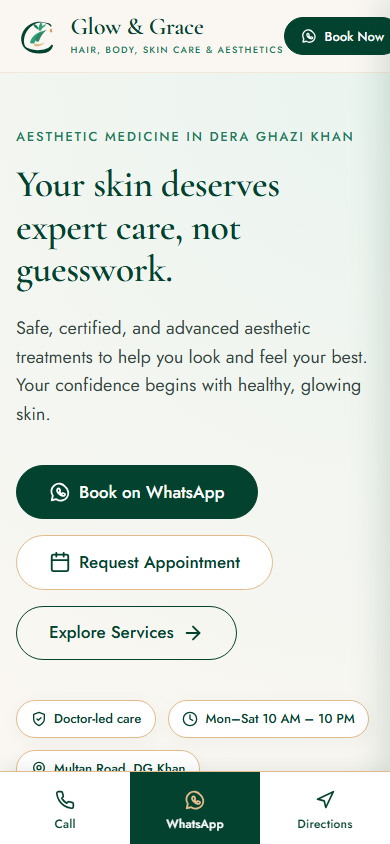 Glow & Grace
HAIR, BODY, SKIN CARE & AESTHETICS
Book Now
AESTHETIC MEDICINE IN DERA GHAZI KHAN
Your skin deserves
expert care, not
guesswork.
Safe, certified, and advanced aesthetic
treatments to help you look and feel your best.
Your confidence begins with healthy, glowing
skin.
Book on WhatsApp
Request Appointment
Explore Services
Doctor-led care
Mon–Sat 10 AM – 10 PM
Multan Road, DG Khan
Call
WhatsApp
Directions